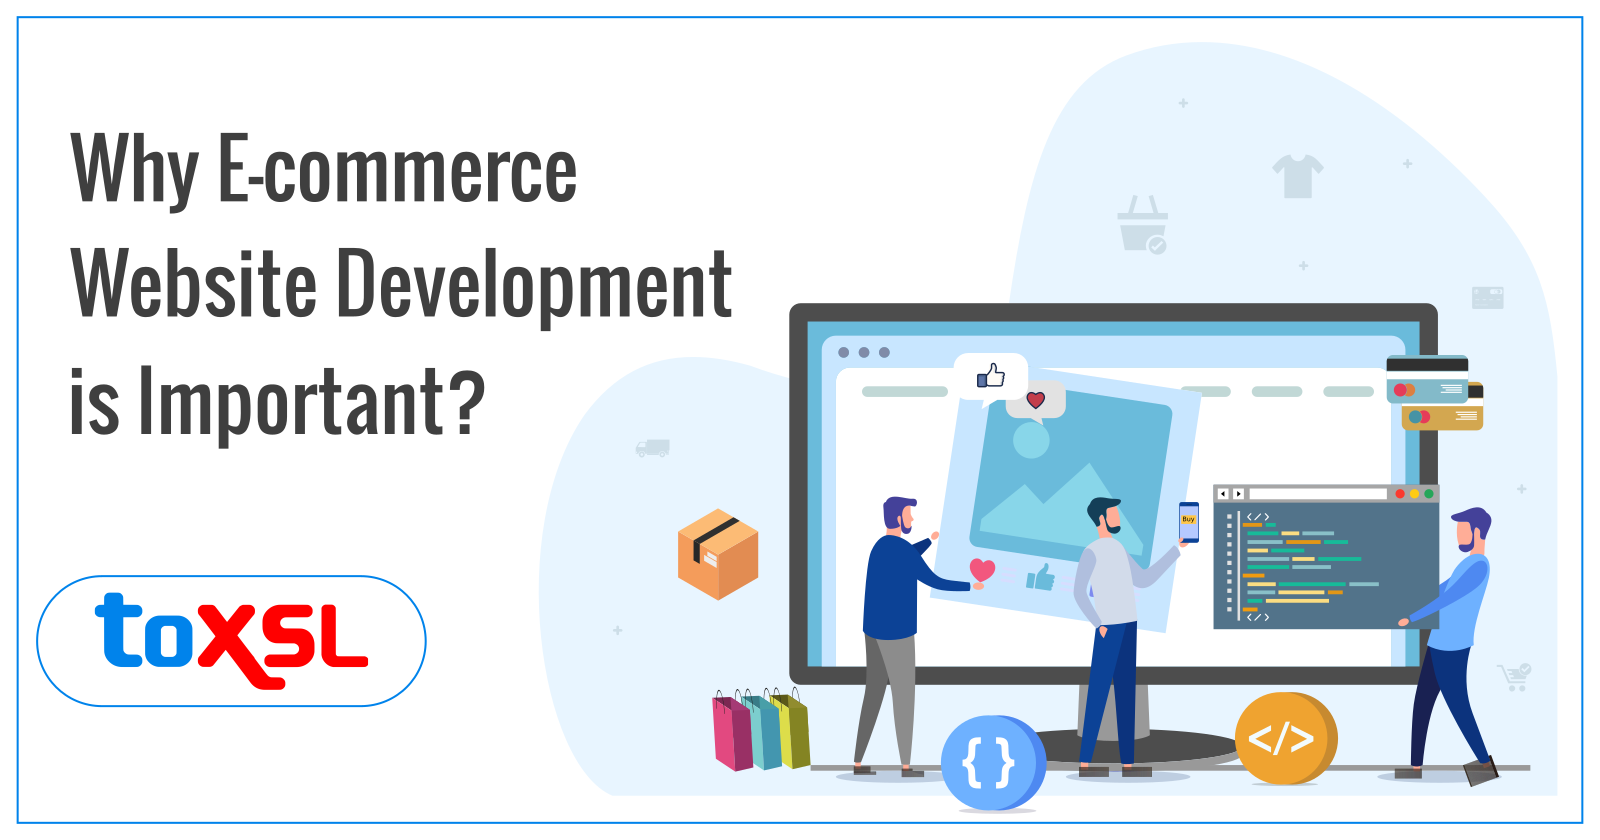 Why E-commerce
Website Development
is Important?
toXSL
Buy
</> 
</>
{ }
</>